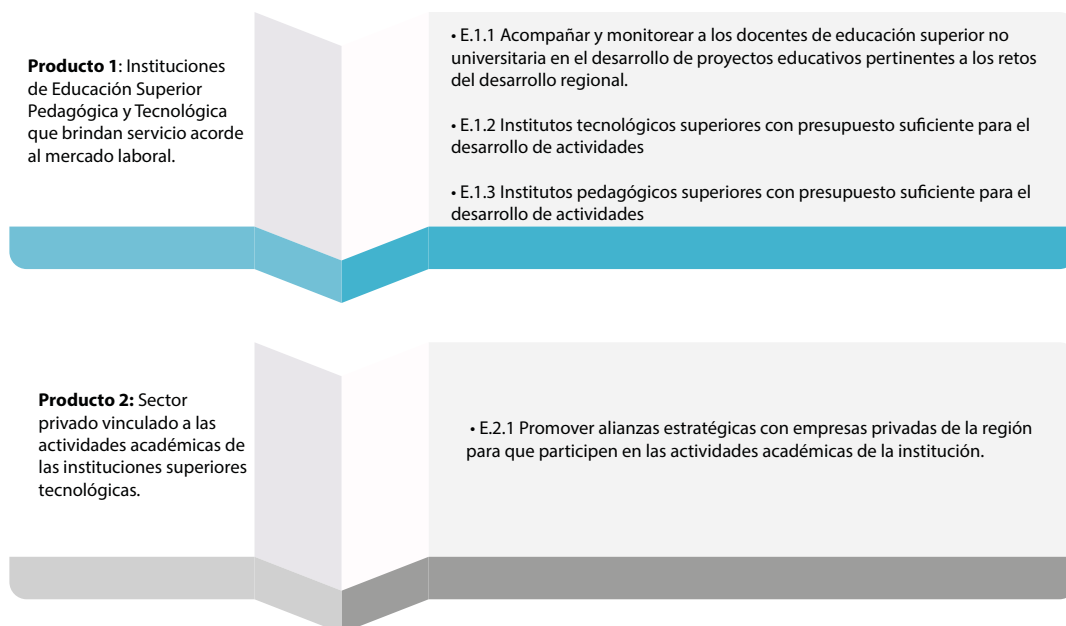 Producto 1: Instituciones
de Educación Superior
Pedagógica y Tecnológica
que brindan servicio acorde
al mercado laboral.
• E.1.1 Acompañar y monitorear a los docentes de educación superior no
universitaria en el desarrollo de proyectos educativos pertinentes a los retos
del desarrollo regional.
• E.1.2 Institutos tecnológicos superiores con presupuesto suficiente para el
desarrollo de actividades
• E.1.3 Institutos pedagógicos superiores con presupuesto suficiente para el
desarrollo de actividades
Producto 2: Sector
privado vinculado a las
actividades académicas de
las instituciones superiores
tecnológicas.
• E.2.1 Promover alianzas estratégicas con empresas privadas de la región
para que participen en las actividades académicas de la institución.